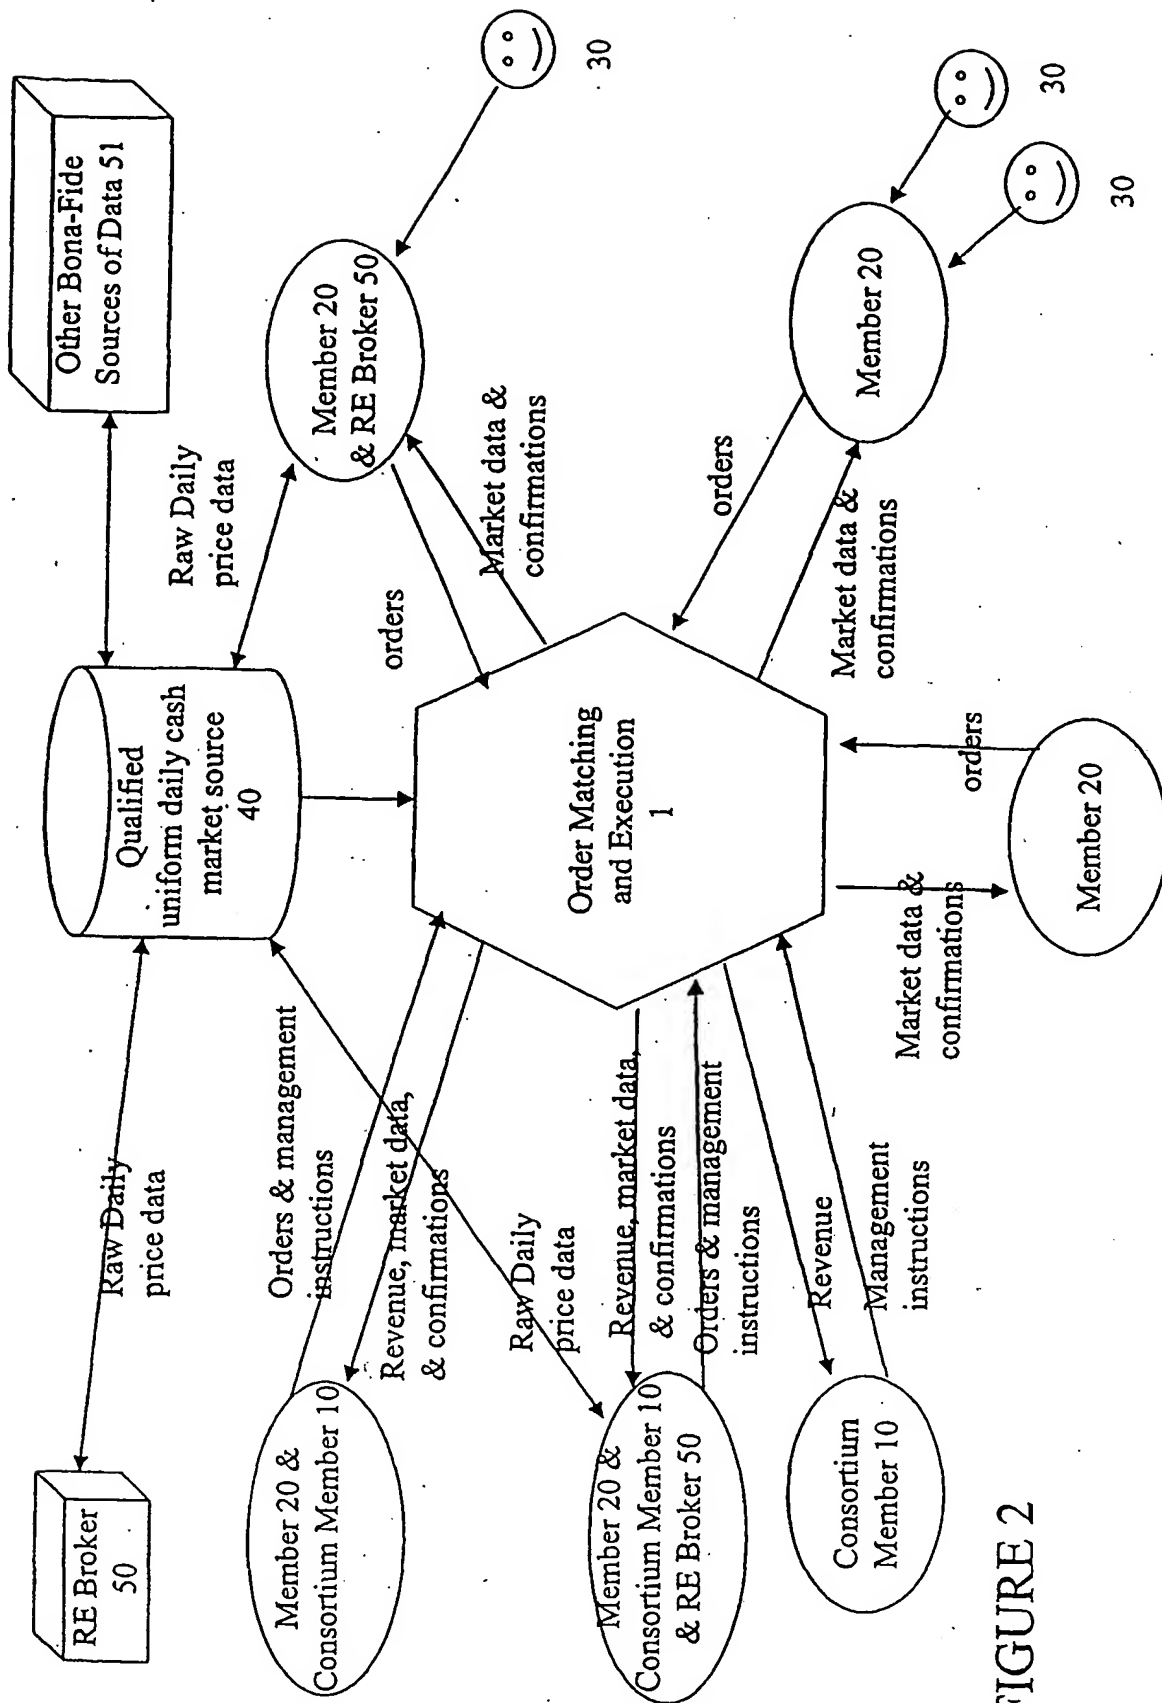 RE Broker
50
Raw Daily
price data
Qualified
uniform daily cash
market source
40
Other Bona-Fide
Sources of Data 51
Raw Daily
price data
Member 20 &
Consortium Member 10
Orders & management
instructions
Revenue, market data,
& confirmations
orders
Member 20
& RE Broker 50
Market data &
confirmations
30
Raw Daily
price data
Member 20 &
Consortium Member 10
& RE Broker 50
Revenue, market data,
& confirmations
Orders & management
instructions
Order Matching
and Execution
1
orders
Market data &
confirmations
Member 20
30
30
Consortium
Member 10
Revenue
Management
instructions
Market data &
confirmations
orders
Member 20
FIGURE 2